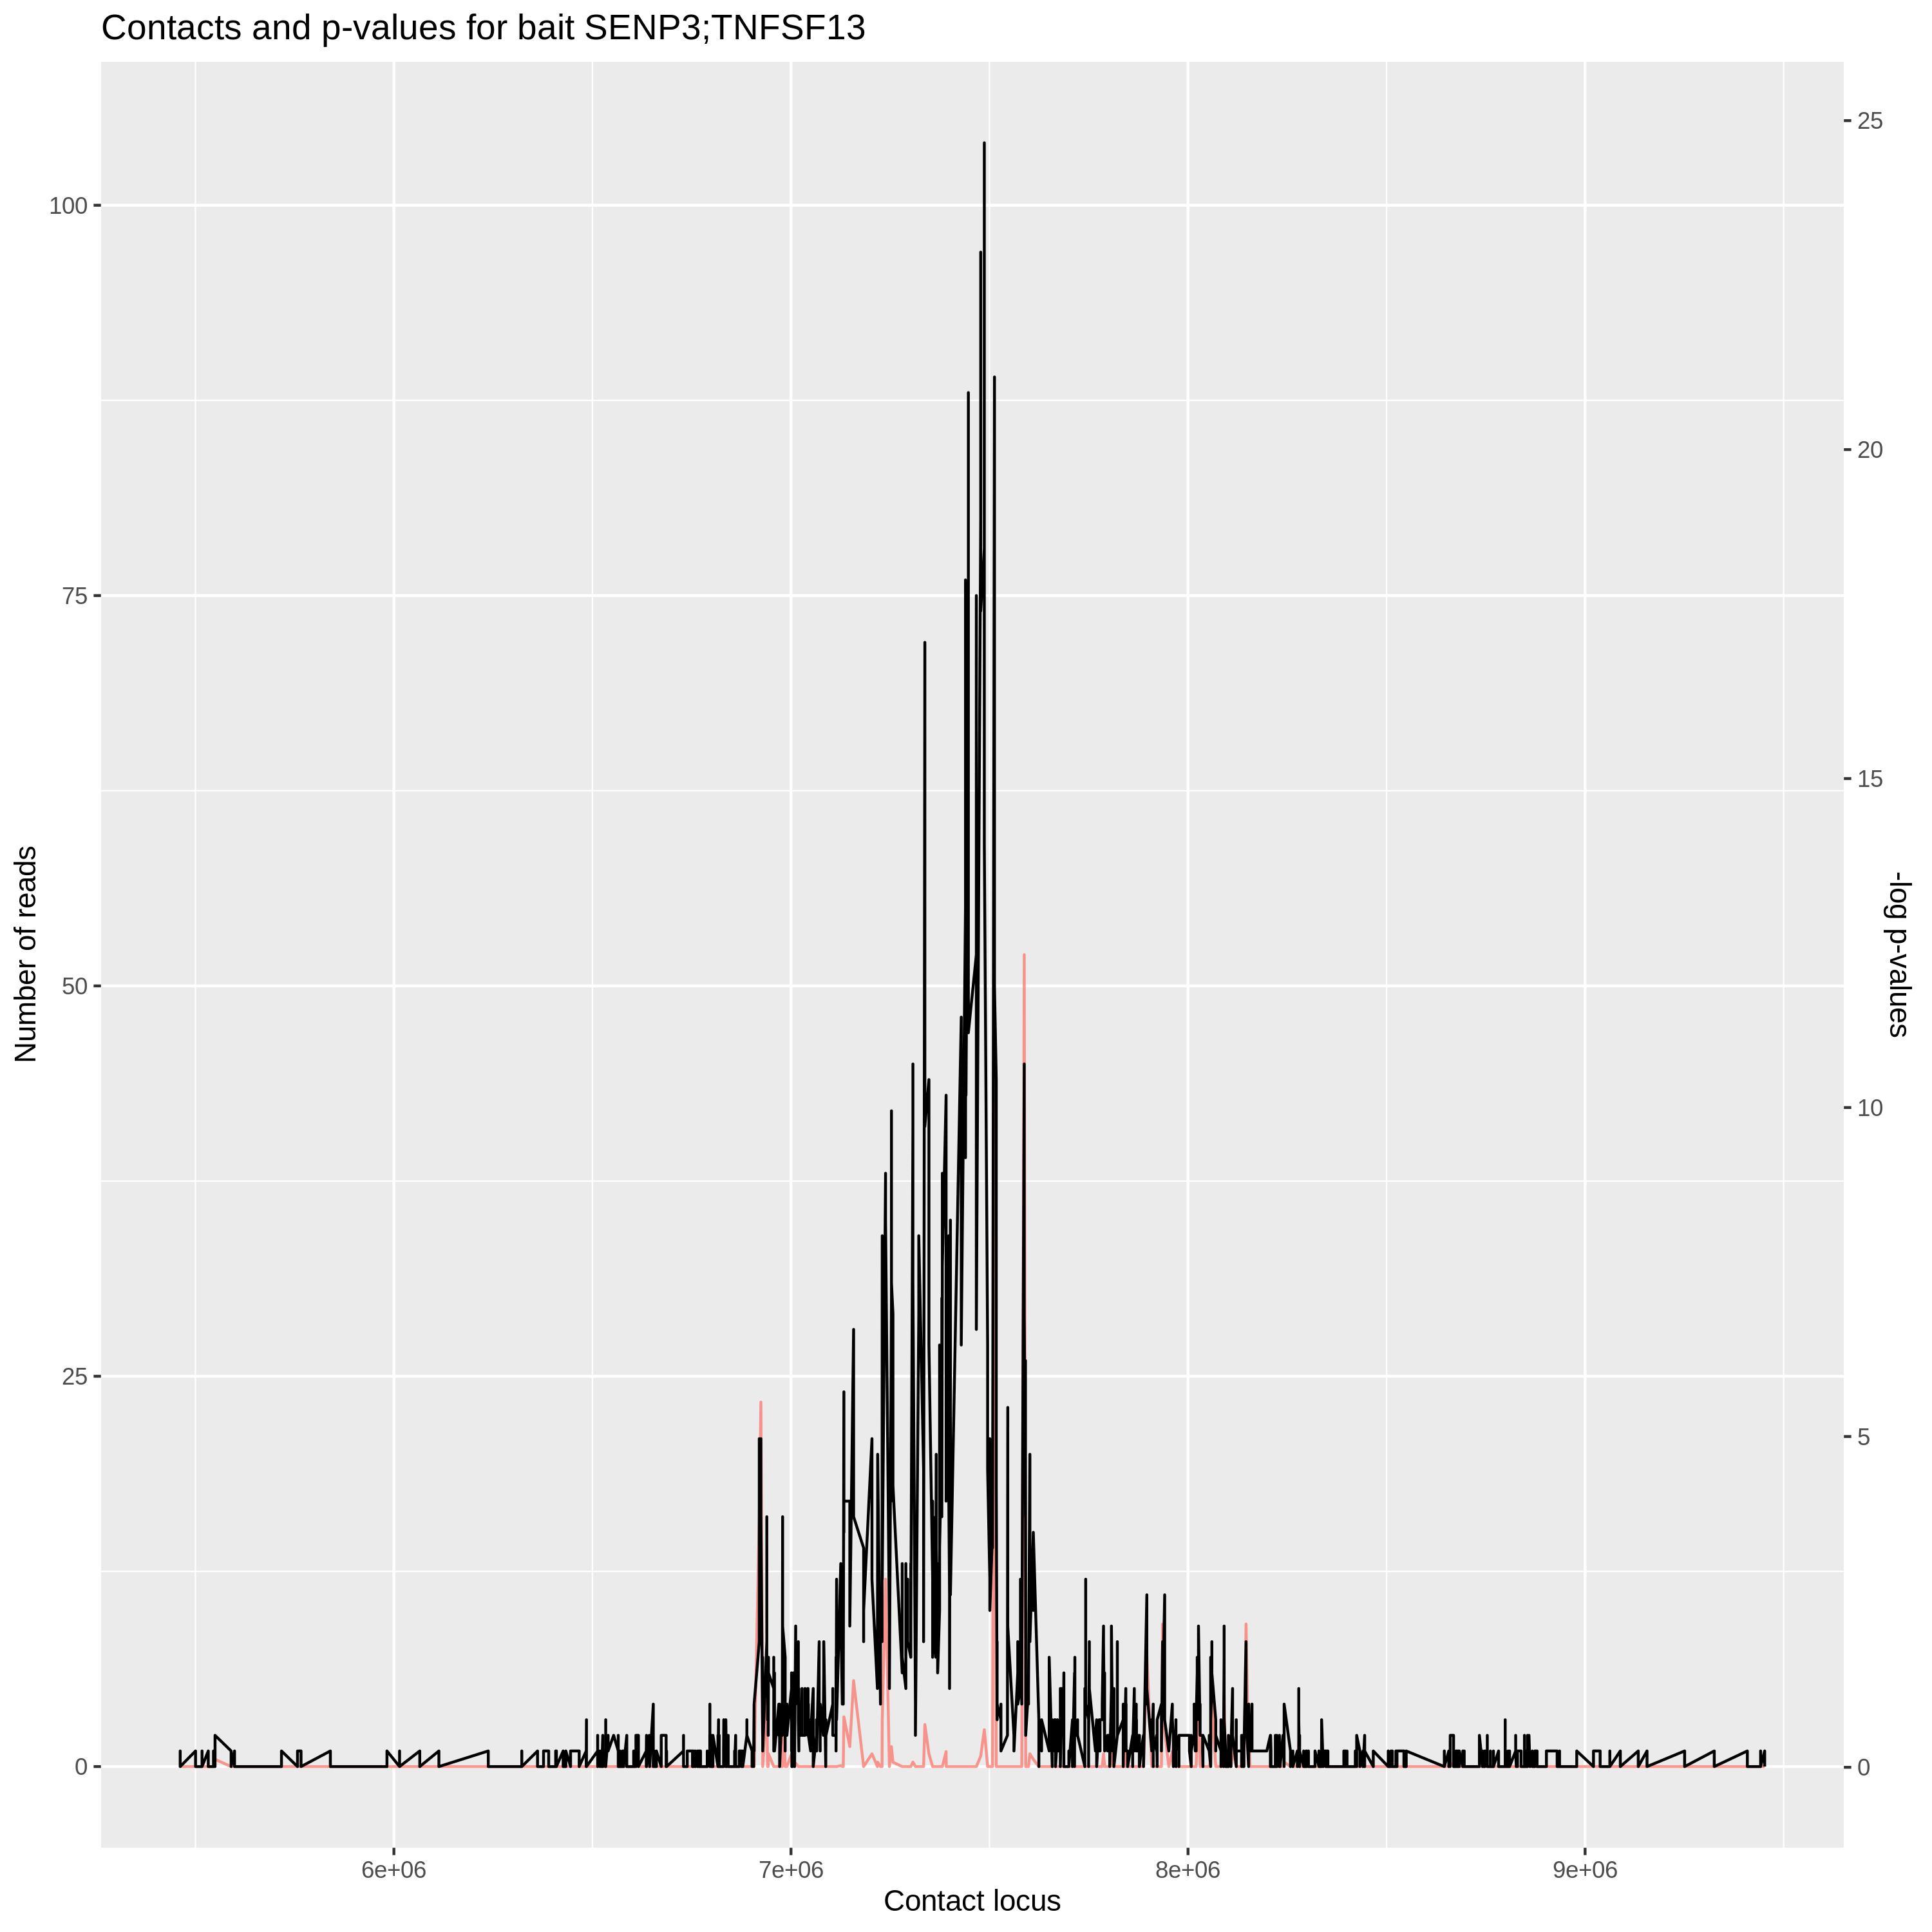 Contacts and p-values for bait SENP3;TNFSF13
Number of reads
100
75
50
25
0
25
20
15
10
5
0
-log p-values
6e+06
7e+06
8e+06
9e+06
Contact locus